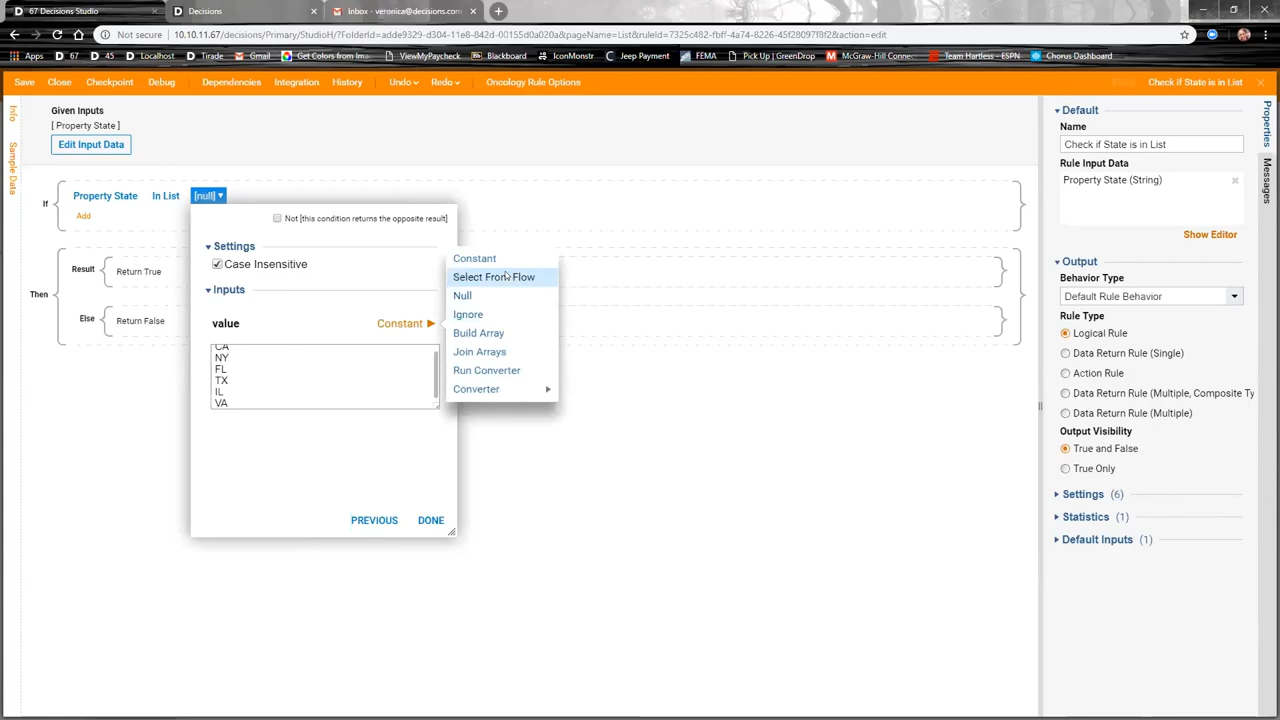 67 Decisions Studio
Decisions
Inbox - veronica@decisions.com
Not secure | 10.10.11.67/decisions/Primary/StudioH/?FolderId=adde9329-d304-11e8-842d-00155d0a020a&pageName=List&ruleId=7325c482-fbff-4a74-8226-45f28097f8f2&action=edit
Apps
67
45
Localhost
Tirade
Image to Gmail
Get Colors from Im
ViewMyPaycheck
Blackboard
IconMonstr
Jeep Payment
FEMA
Pick Up | GreenDrop
McGraw-Hill Connec
Team Hartless - ESPN
Chorus Dashboard
Save
Close
Checkpoint
Debug
Dependencies
Integration
History
Undo
Redo
Oncology Rule Options
Check if State is in List
Info
Sample Data
Given Inputs
[ Property State ]
Edit Input Data
If
Property State In List [null]
Add
Then
Result
Return True
Else
Return False
Not [this condition returns the opposite result]
Settings
Case Insensitive
Inputs
value
Constant
CA
NY
FL
TX
IL
VA
PREVIOUS
DONE
Constant
Select From Flow
Null
Ignore
Build Array
Join Arrays
Run Converter
Converter
Default
Name
Check if State is in List
Rule Input Data
Property State (String)
Show Editor
Output
Behavior Type
Default Rule Behavior
Rule Type
Logical Rule
Data Return Rule (Single)
Action Rule
Data Return Rule (Multiple, Composite Ty
Data Return Rule (Multiple)
Output Visibility
True and False
True Only
Settings (6)
Statistics (1)
Default Inputs (1)
Properties
Messages